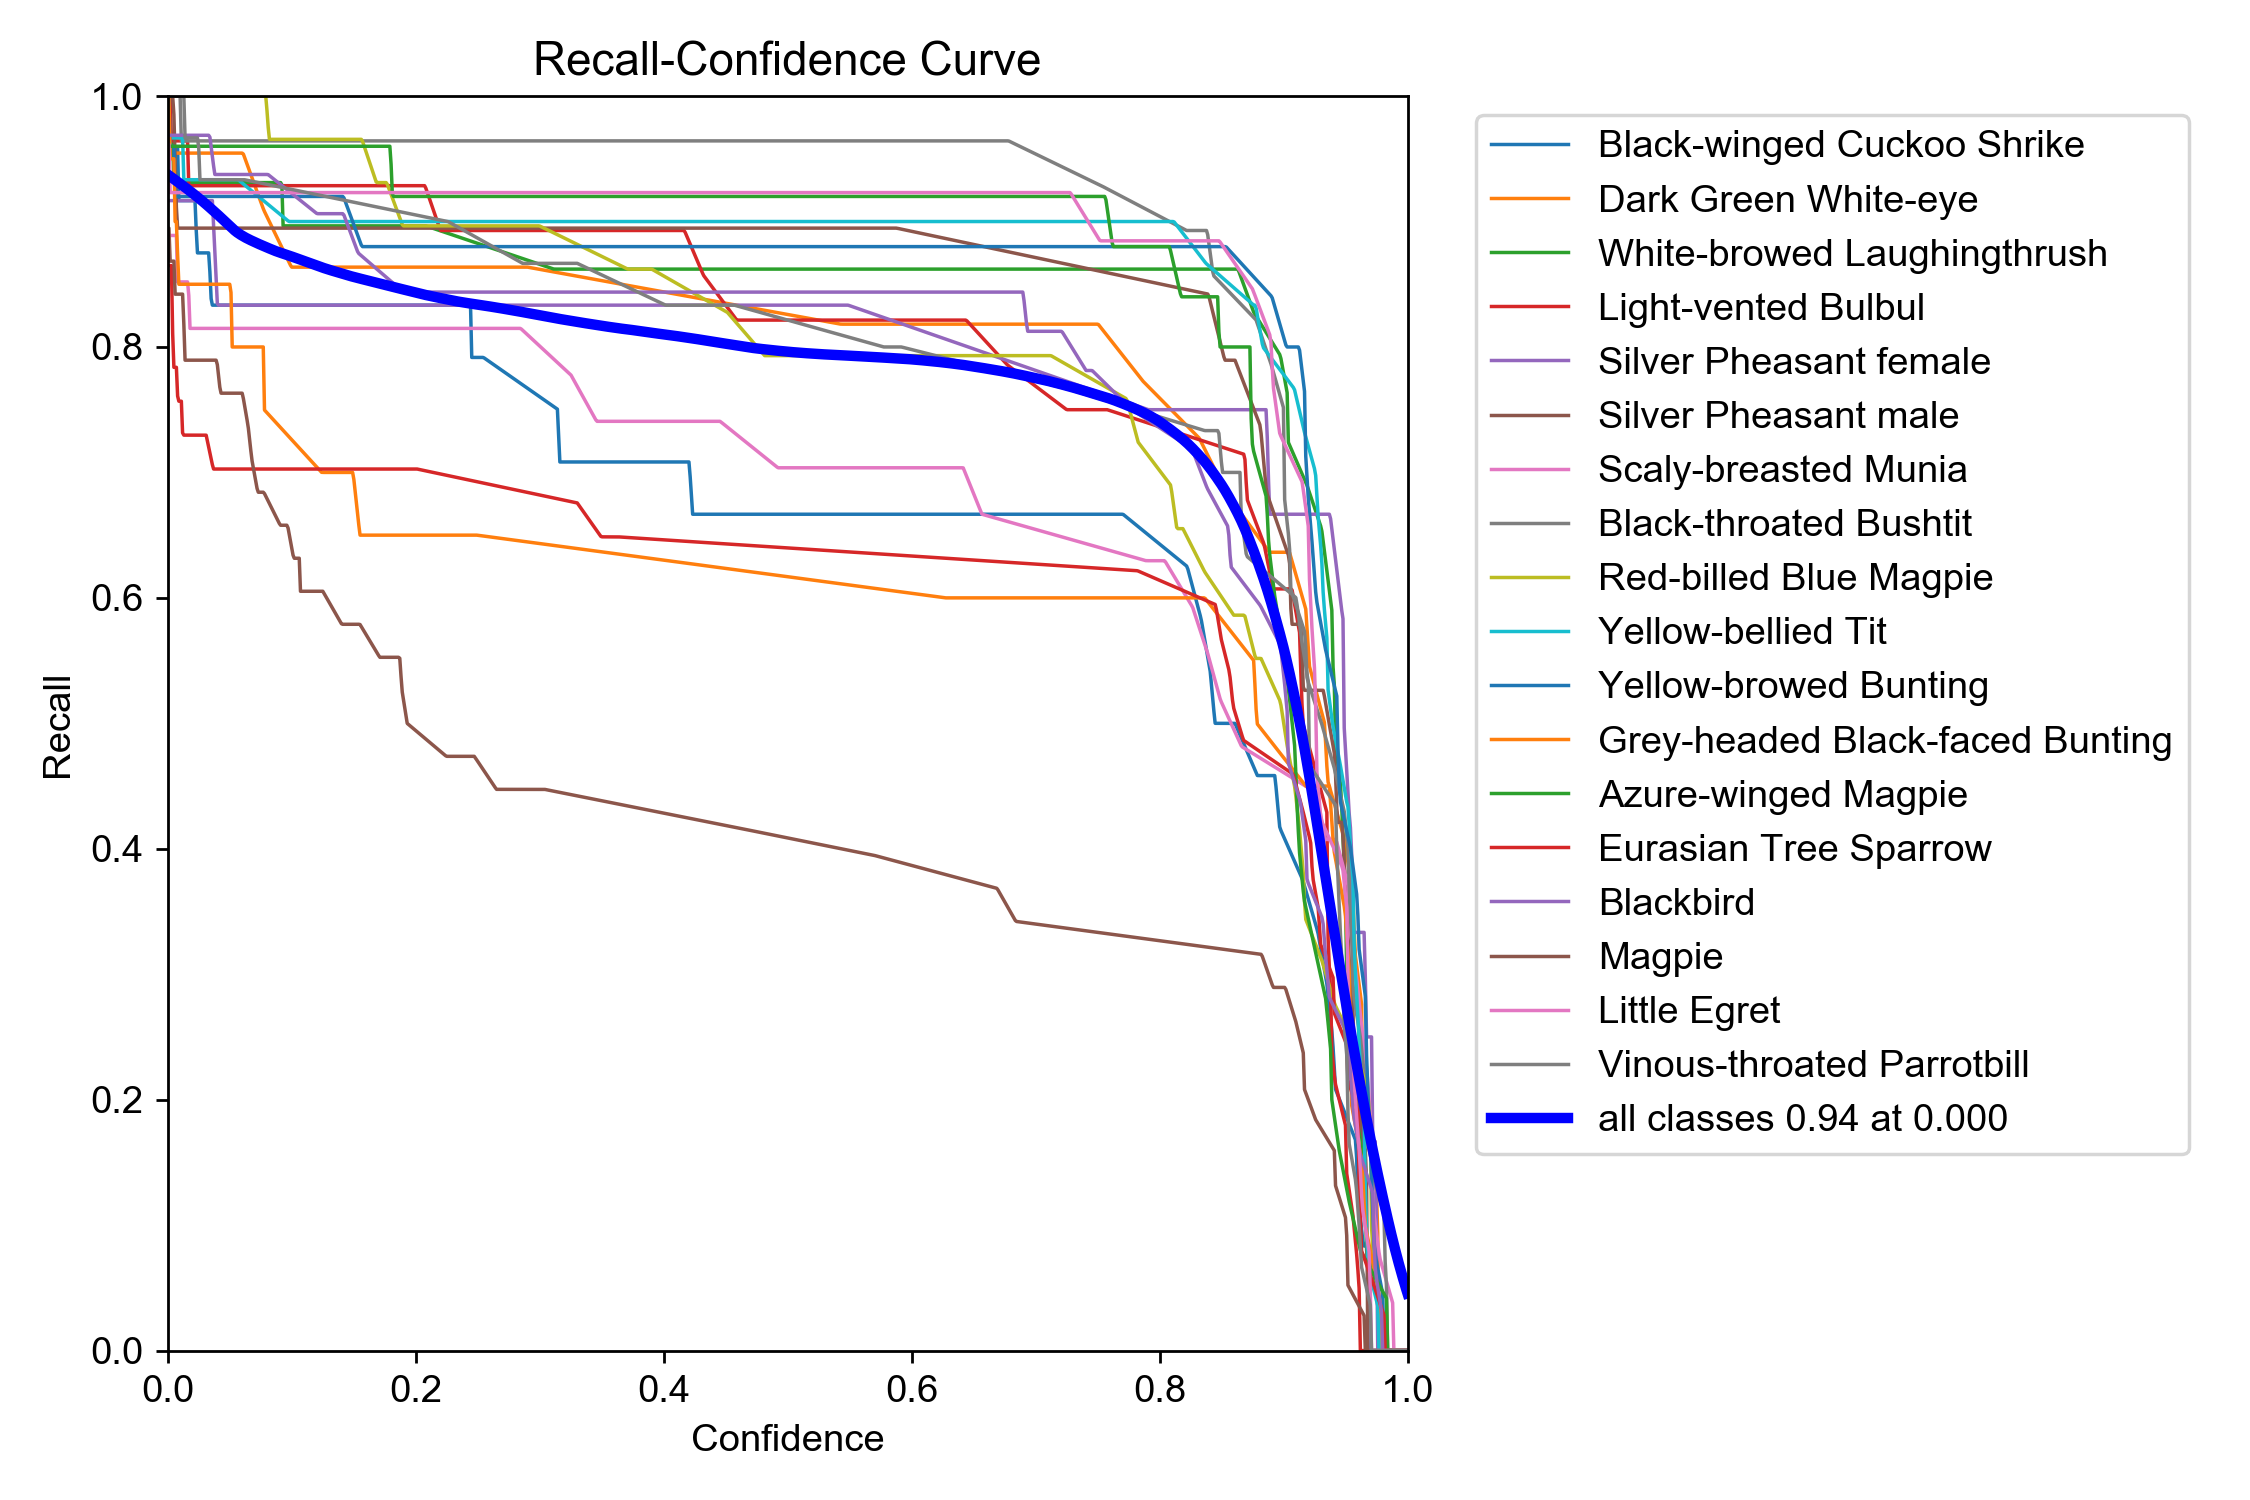 Recall-Confidence Curve
1.0
0.8
0.6
0.4
0.2
0.0
Recall
0.0 0.2 0.4 0.6 0.8 1.0
Confidence
Black-winged Cuckoo Shrike
Dark Green White-eye
White-browed Laughingthrush
Light-vented Bulbul
Silver Pheasant female
Silver Pheasant male
Scaly-breasted Munia
Black-throated Bushtit
Red-billed Blue Magpie
Yellow-bellied Tit
Yellow-browed Bunting
Grey-headed Black-faced Bunting
Azure-winged Magpie
Eurasian Tree Sparrow
Blackbird
Magpie
Little Egret
Vinous-throated Parrotbill
all classes 0.94 at 0.000